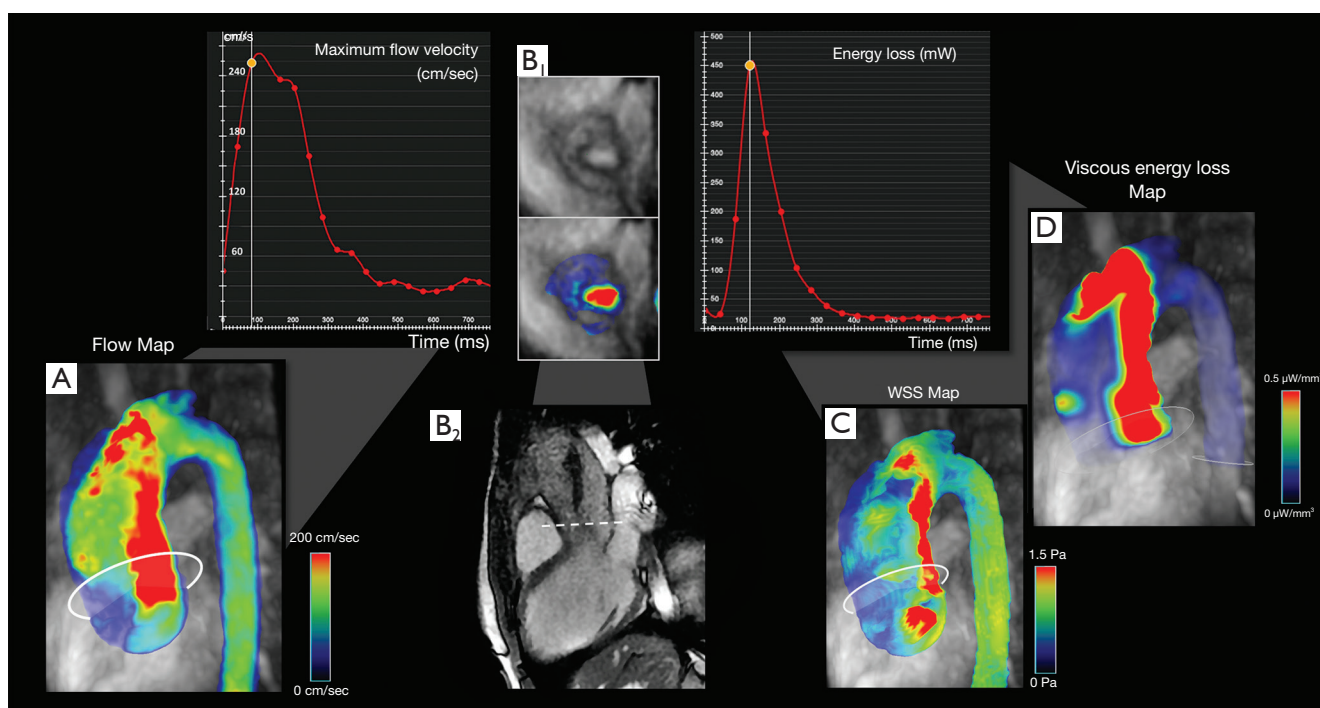 cm/s
Maximum flow velocity
(cm/sec)
240
180
120
60
100
200
300
400
500
600
700
Time (ms)
B1
Energy loss (mW)
500
450
400
350
300
250
200
150
100
50
0
100
200
300
400
500
600
700
Time (ms)
Viscous energy loss
Map
D
0.5 µW/mm³
0 µW/mm³
Flow Map
A
200 cm/sec
0 cm/sec
B2
WSS Map
C
1.5 Pa
0 Pa